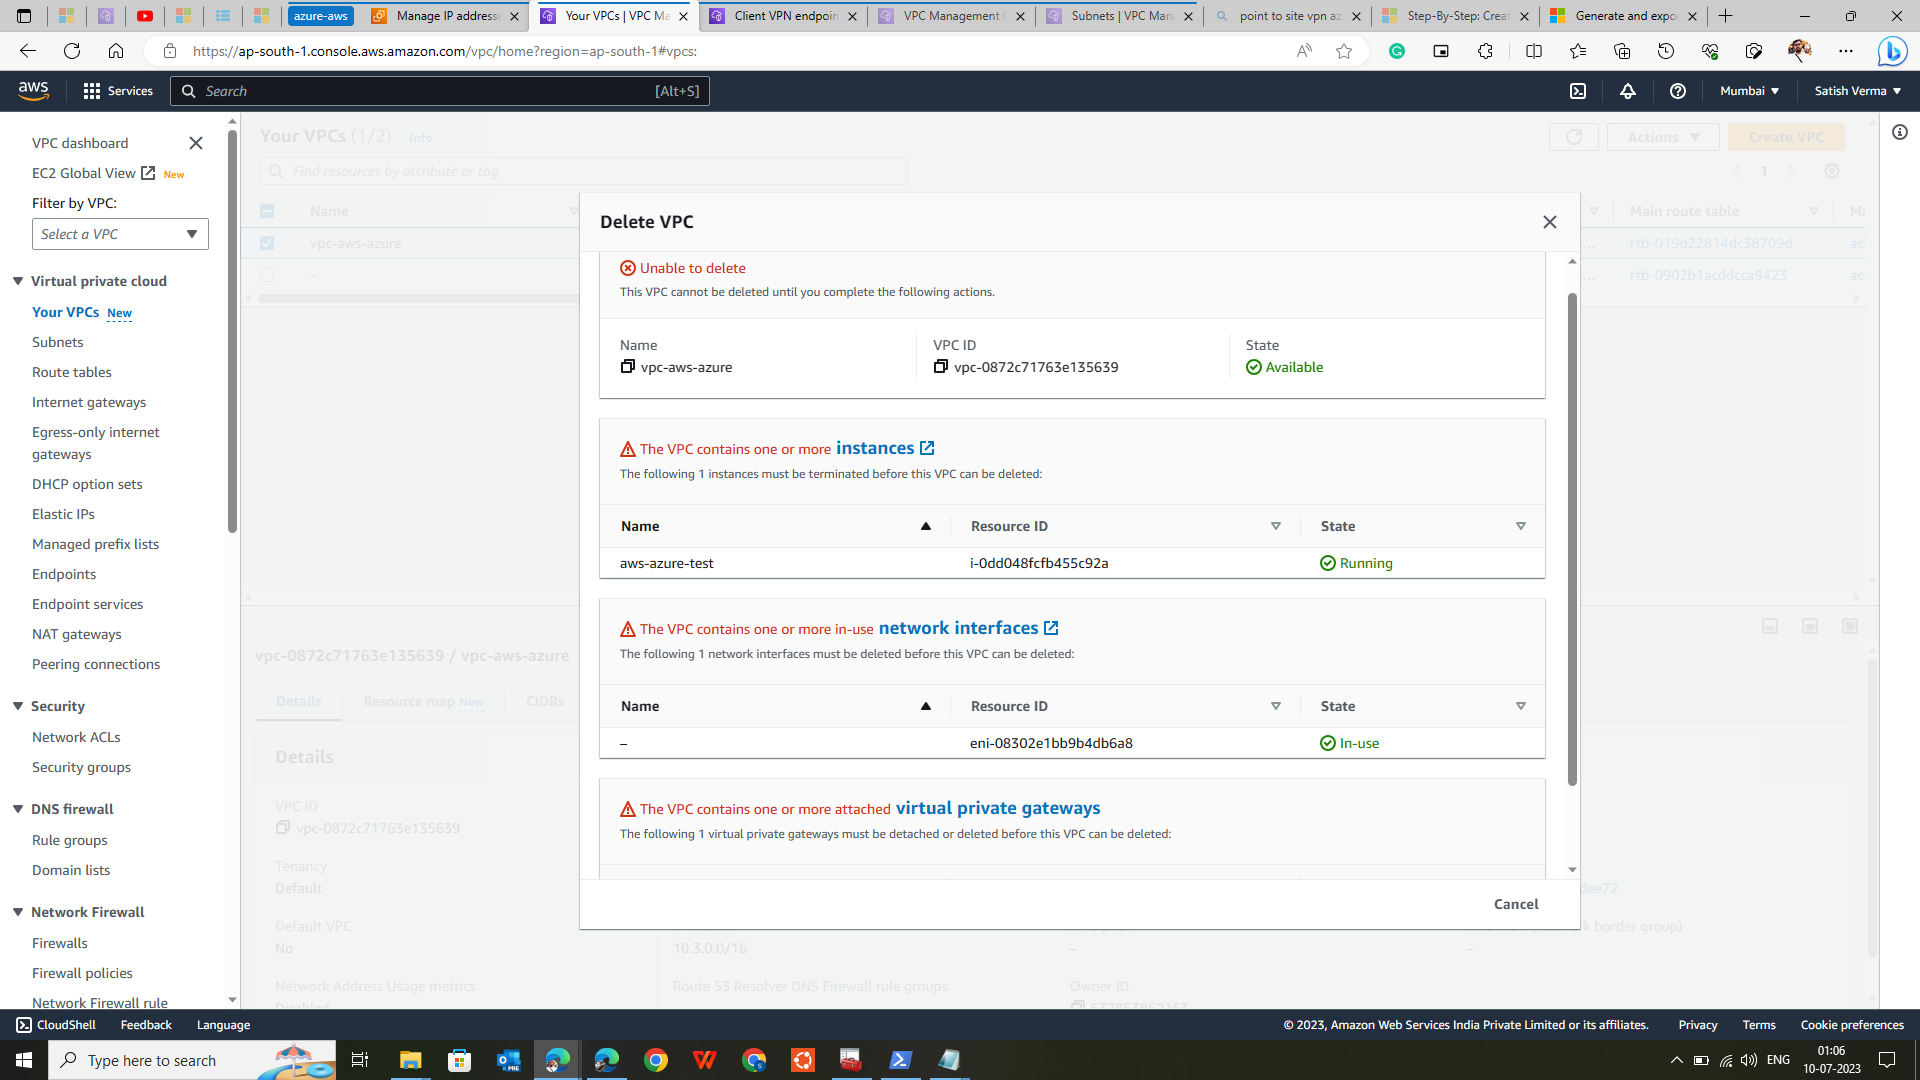 azure-aws
Manage IP addresse
Your VPCs | VPC Ma
Client VPN endpoin
VPC Management C
Subnets | VPC Man
point to site vpn az
Step-By-Step: Crea
Generate and expo
https://ap-south-1.console.aws.amazon.com/vpc/home?region=ap-south-1#vpcs:
aws
Services
Search
[Alt+S]
Mumbai
Satish Verma
VPC dashboard
EC2 Global View
New
Filter by VPC:
Select a VPC
Virtual private cloud
Your VPCs New
Subnets
Route tables
Internet gateways
Egress-only internet
gateways
DHCP option sets
Elastic IPs
Managed prefix lists
Endpoints
Endpoint services
NAT gateways
Peering connections
Security
Network ACLs
Security groups
DNS firewall
Rule groups
Domain lists
Network Firewall
Firewalls
Firewall policies
Network Firewall rule
Your VPCs (1/2) Info
Actions
Create VPC
Find resources by attribute or tag
1
Name
Main route table
vpc-aws-azure
rtb-019d22814dc38709d
–
rtb-0902b1acddcca9423
Delete VPC
Unable to delete
This VPC cannot be deleted until you complete the following actions.
Name
VPC ID
State
vpc-aws-azure
vpc-0872c71763e135639
Available
The VPC contains one or more instances
The following 1 instances must be terminated before this VPC can be deleted:
Name
Resource ID
State
aws-azure-test
i-0dd048fcfb455c92a
Running
The VPC contains one or more in-use network interfaces
The following 1 network interfaces must be deleted before this VPC can be deleted:
Name
Resource ID
State
–
eni-08302e1bb9b4db6a8
In-use
The VPC contains one or more attached virtual private gateways
The following 1 virtual private gateways must be detached or deleted before this VPC can be deleted:
Cancel
vpc-0872c71763e135639 / vpc-aws-azure
Details
Resource map New
CIDRs
Details
VPC ID
vpc-0872c71763e135639
Tenancy
Default
dee72
Default VPC
No
10.3.0.0/16
–
border group)
–
Network Address Usage metrics
Disabled
Route 53 Resolver DNS Firewall rule groups
Owner ID
CloudShell
Feedback
Language
© 2023, Amazon Web Services India Private Limited or its affiliates.
Privacy
Terms
Cookie preferences
Type here to search
ENG
01:06
10-07-2023